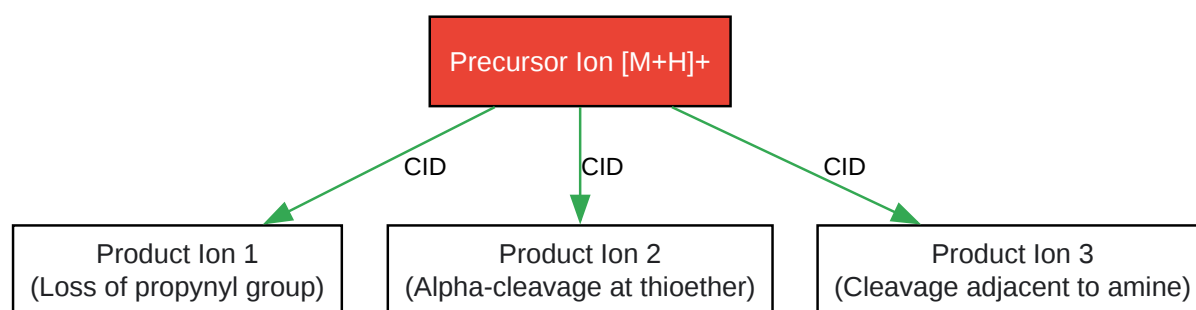 Precursor Ion [M+H]+
CID
CID
CID
Product Ion 1
(Loss of propynyl group)
Product Ion 2
(Alpha-cleavage at thioether)
Product Ion 3
(Cleavage adjacent to amine)